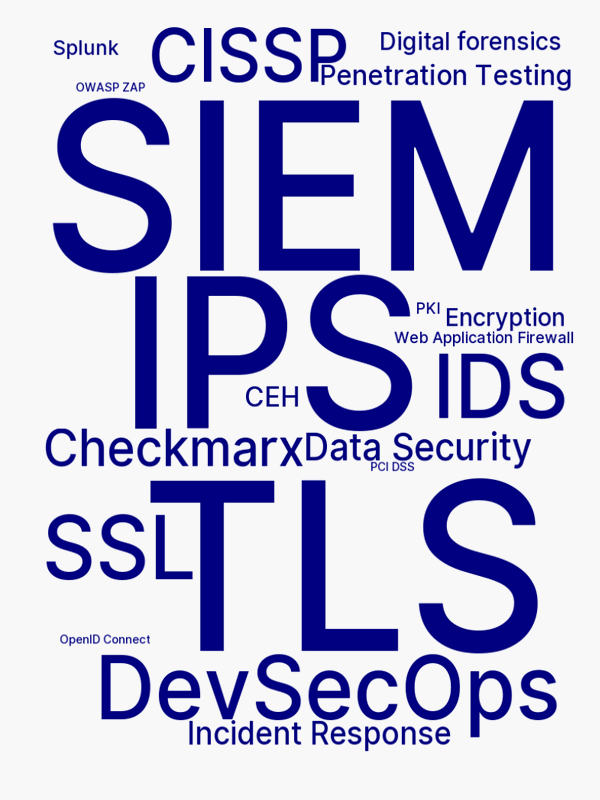 Splunk
CISSP
Digital forensics
Penetration Testing
OWASP ZAP
SIEM
IPS
PKI
Encryption
Web Application Firewall
IDS
CEH
Checkmarx
Data Security
PCI DSS
TLS
SSL
OpenID Connect
DevSecOps
Incident Response